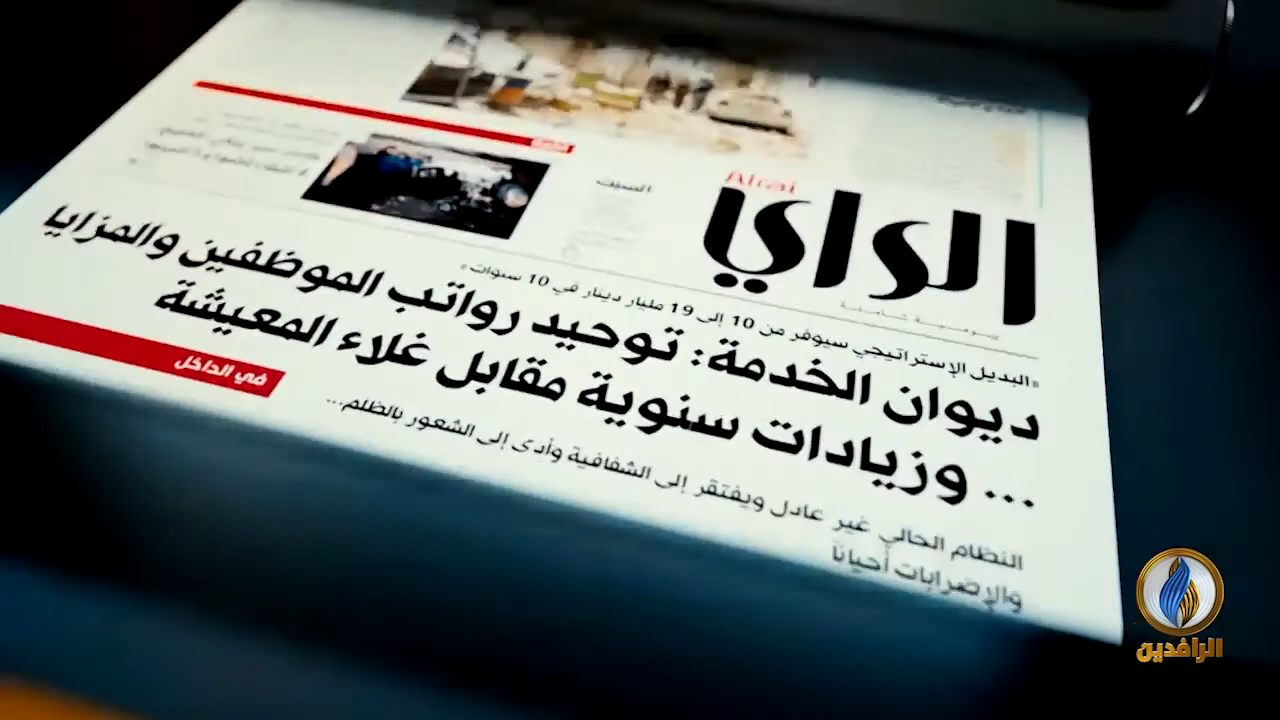 Alrai
الراي
السبت
«البديل الإستراتيجي سيوفر من 10 إلى 19 مليار دينار في 10 سنوات»
ديوان الخدمة: توحيد رواتب الموظفين والمزايا
... وزيادات سنوية مقابل غلاء المعيشة
في الداخل
النظام الحالي غير عادل ويفتقر إلى الشفافية وأدى إلى الشعور بالظلم...
والإضرابات أحيانا
الرافدين